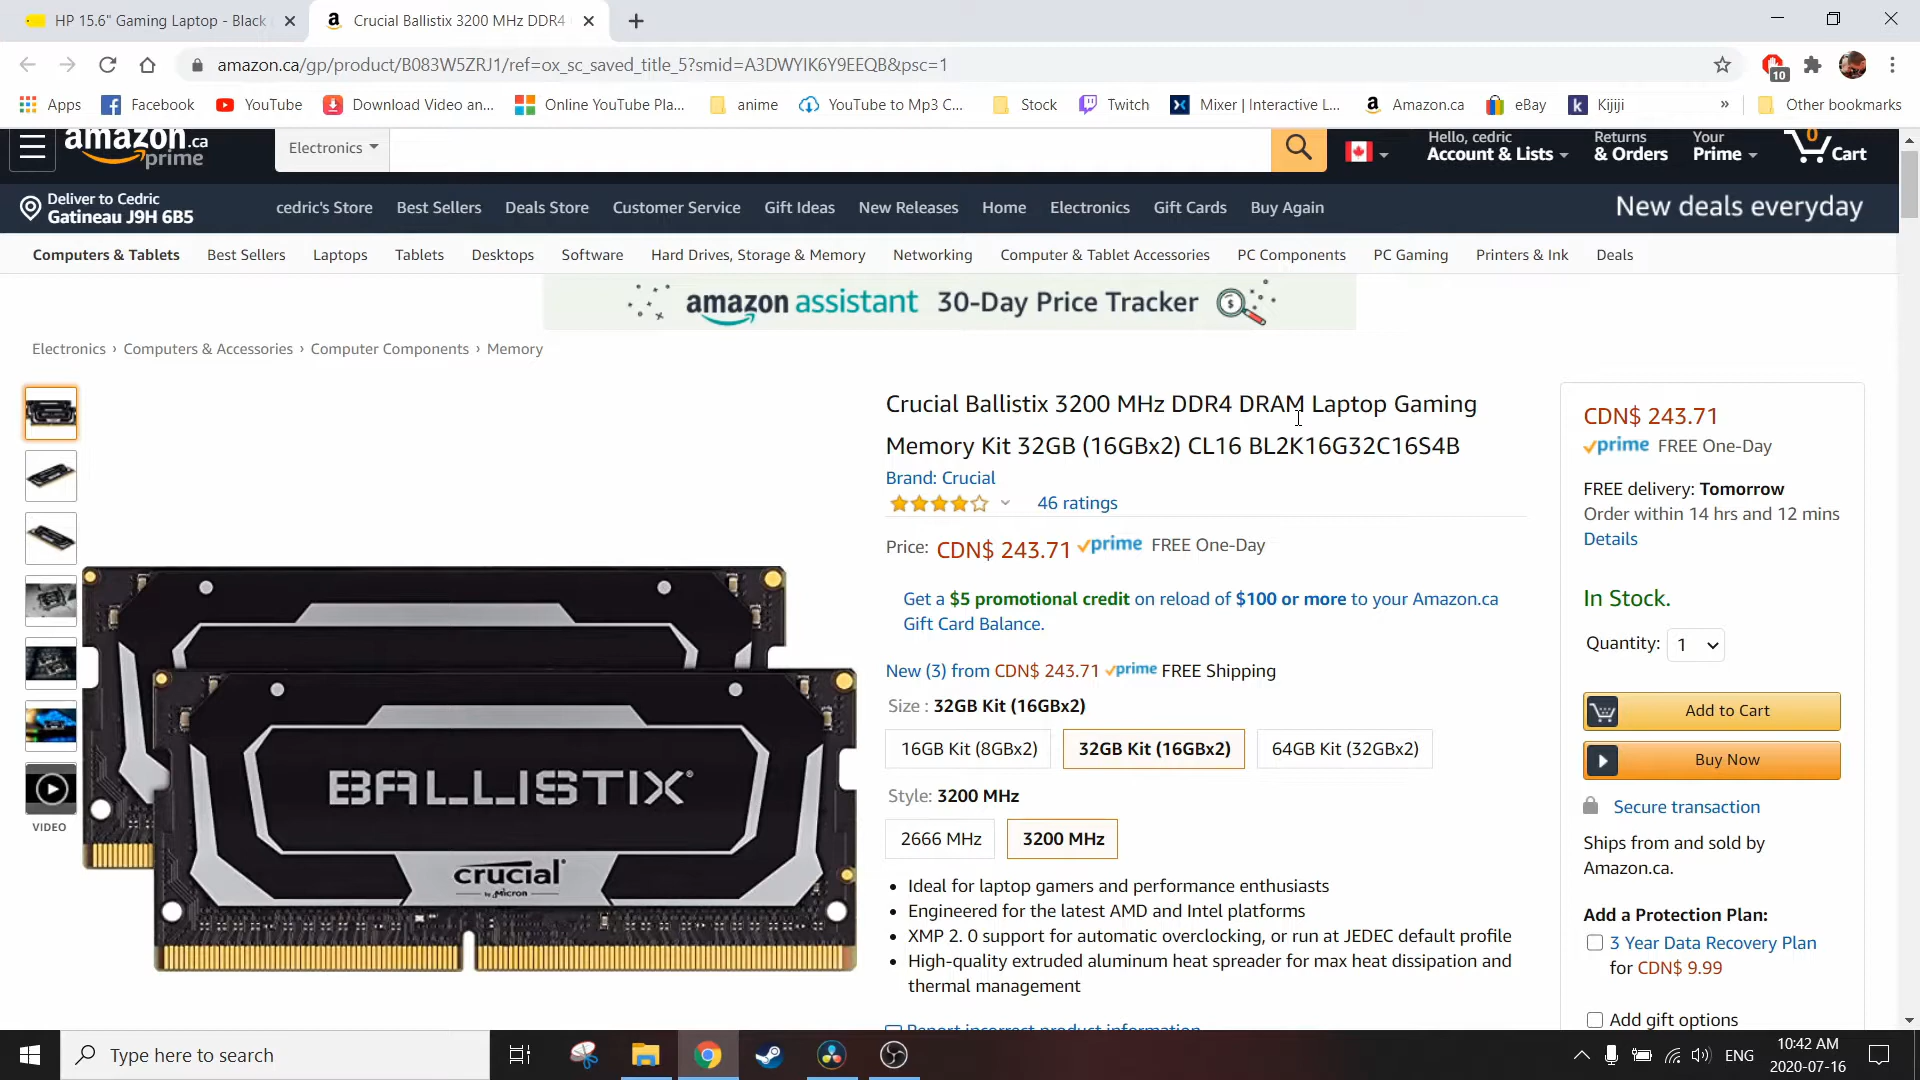 HP 15.6" Gaming Laptop - Black
Crucial Ballistix 3200 MHz DDR4
amazon.ca/gp/product/B083W5ZRJ1/ref=ox_sc_saved_title_5?smid=A3DWYIK6Y9EEQB&psc=1
10
Apps Facebook YouTube Download Video an... Online YouTube Pla... anime YouTube to Mp3 C... Stock Twitch Mixer | Interactive L... Amazon.ca eBay Kijiji » Other bookmarks
amazon.ca
prime
Electronics
Hello, cedric
Account & Lists
Returns
& Orders
Your
Prime
0
Cart
Deliver to Cedric
Gatineau J9H 6B5
cedric's Store Best Sellers Deals Store Customer Service Gift Ideas New Releases Home Electronics Gift Cards Buy Again
New deals everyday
Computers & Tablets Best Sellers Laptops Tablets Desktops Software Hard Drives, Storage & Memory Networking Computer & Tablet Accessories PC Components PC Gaming Printers & Ink Deals
amazon assistant 30-Day Price Tracker
Electronics › Computers & Accessories › Computer Components › Memory
VIDEO
BALLISTIX®
crucial
by Micron
Crucial Ballistix 3200 MHz DDR4 DRAM Laptop Gaming
Memory Kit 32GB (16GBx2) CL16 BL2K16G32C16S4B
Brand: Crucial
46 ratings
Price: CDN$ 243.71 prime FREE One-Day
Get a $5 promotional credit on reload of $100 or more to your Amazon.ca
Gift Card Balance.
New (3) from CDN$ 243.71 prime FREE Shipping
Size : 32GB Kit (16GBx2)
16GB Kit (8GBx2) 32GB Kit (16GBx2) 64GB Kit (32GBx2)
Style: 3200 MHz
2666 MHz 3200 MHz
• Ideal for laptop gamers and performance enthusiasts
• Engineered for the latest AMD and Intel platforms
• XMP 2. 0 support for automatic overclocking, or run at JEDEC default profile
• High-quality extruded aluminum heat spreader for max heat dissipation and
thermal management
Report incorrect product information
CDN$ 243.71
prime FREE One-Day
FREE delivery: Tomorrow
Order within 14 hrs and 12 mins
Details
In Stock.
Quantity: 1
Add to Cart
Buy Now
Secure transaction
Ships from and sold by
Amazon.ca.
Add a Protection Plan:
3 Year Data Recovery Plan
for CDN$ 9.99
Add gift options
Type here to search
ENG
10:42 AM
2020-07-16